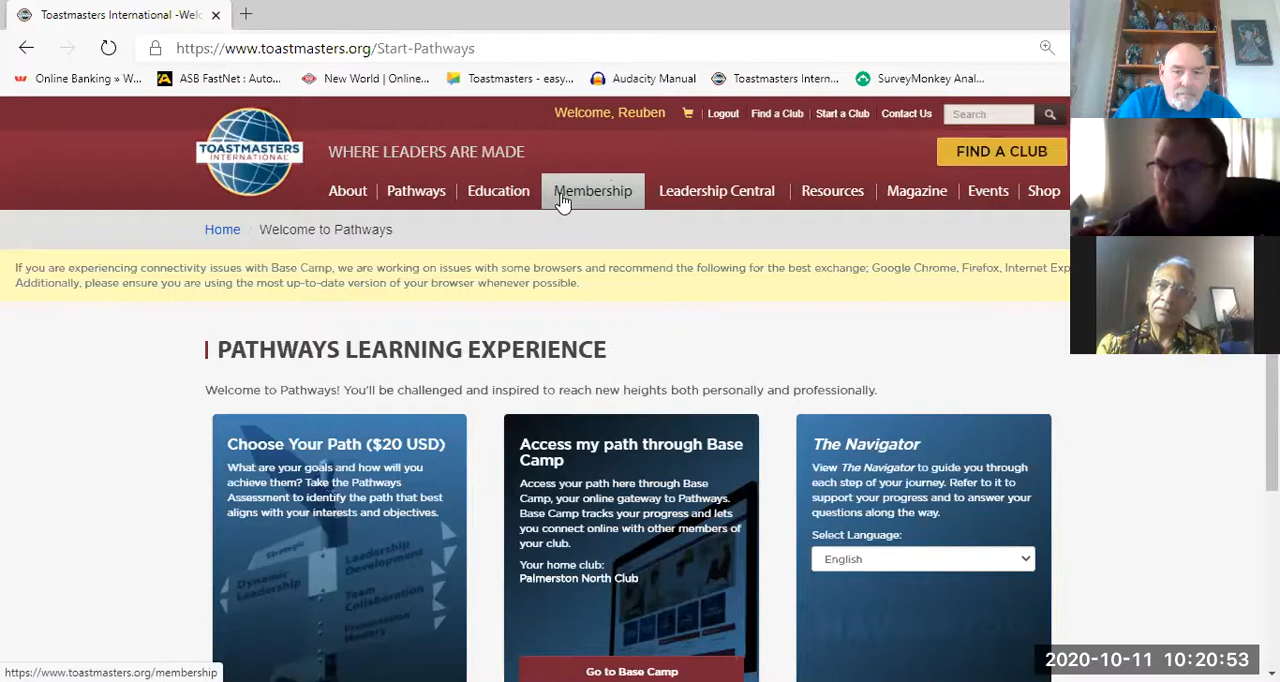 Toastmasters International -Welc
https://www.toastmasters.org/Start-Pathways
Online Banking » W...
ASB FastNet : Auto...
New World | Online...
Toastmasters - easy...
Audacity Manual
Toastmasters Intern...
SurveyMonkey Anal...
Welcome, Reuben
Logout
Find a Club
Start a Club
Contact Us
Search
TOASTMASTERS
INTERNATIONAL
WHERE LEADERS ARE MADE
FIND A CLUB
About
Pathways
Education
Membership
Leadership Central
Resources
Magazine
Events
Shop
Home
Welcome to Pathways
If you are experiencing connectivity issues with Base Camp, we are working on issues with some browsers and recommend the following for the best exchange; Google Chrome, Firefox, Internet Exp
Additionally, please ensure you are using the most up-to-date version of your browser whenever possible.
PATHWAYS LEARNING EXPERIENCE
Welcome to Pathways! You'll be challenged and inspired to reach new heights both personally and professionally.
Choose Your Path ($20 USD)
What are your goals and how will you
achieve them? Take the Pathways
Assessment to identify the path that best
aligns with your interests and objectives.
Strategic
Leadership
Development
Dynamic
Leadership
Team
Collaboration
Presentation
Mastery
Access my path through Base
Camp
Access your path here through Base
Camp, your online gateway to Pathways.
Base Camp tracks your progress and lets
you connect online with other members of
your club.
Your home club:
Palmerston North Club
Go to Base Camp
The Navigator
View The Navigator to guide you through
each step of your journey. Refer to it to
support your progress and to answer your
questions along the way.
Select Language:
English
https://www.toastmasters.org/membership
2020-10-11 10:20:53